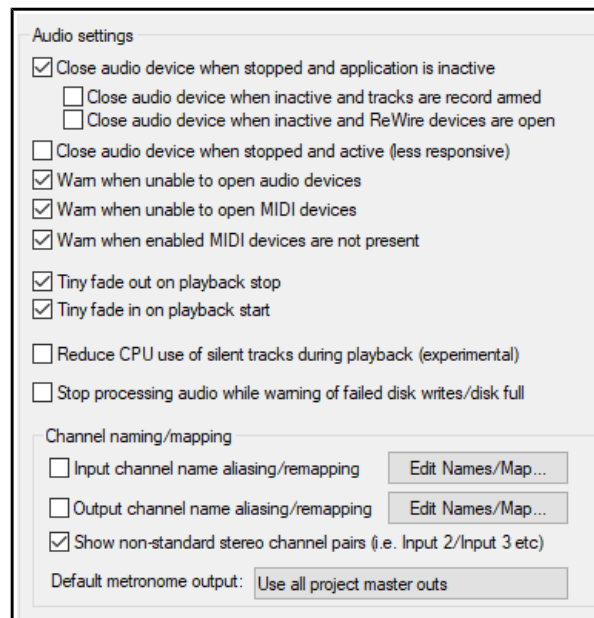 Audio settings
Close audio device when stopped and application is inactive
Close audio device when inactive and tracks are record armed
Close audio device when inactive and ReWire devices are open
Close audio device when stopped and active (less responsive)
Warn when unable to open audio devices
Warn when unable to open MIDI devices
Warn when enabled MIDI devices are not present
Tiny fade out on playback stop
Tiny fade in on playback start
Reduce CPU use of silent tracks during playback (experimental)
Stop processing audio while warning of failed disk writes/disk full
Channel naming/mapping
Input channel name aliasing/remapping Edit Names/Map...
Output channel name aliasing/remapping Edit Names/Map...
Show non-standard stereo channel pairs (i.e. Input 2/Input 3 etc)
Default metronome output: Use all project master outs